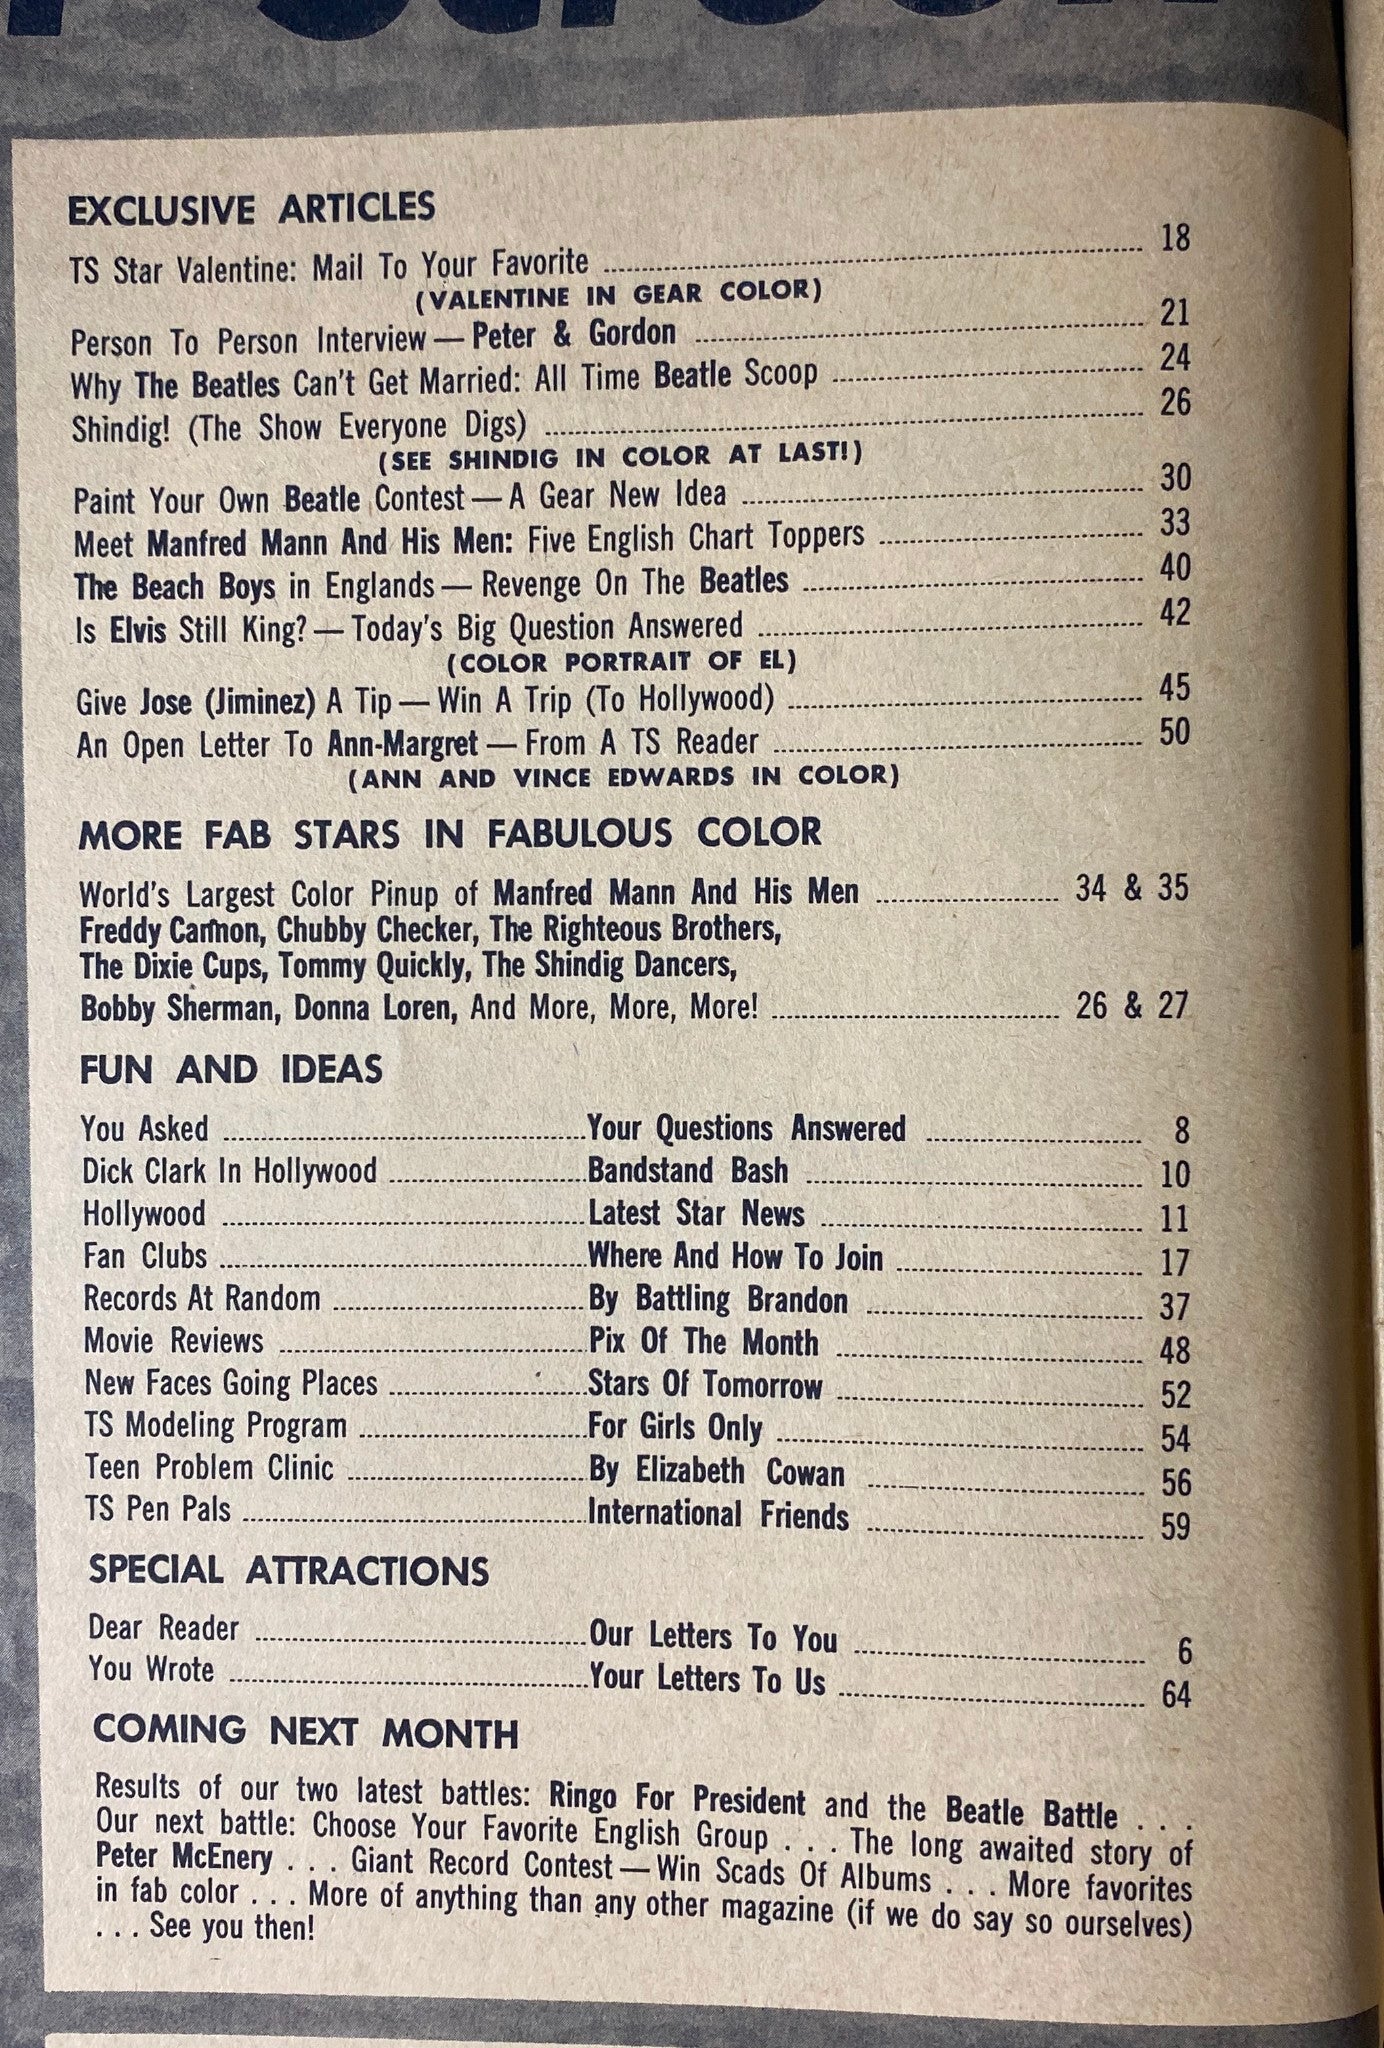 EXCLUSIVE ARTICLES
TS Star Valentine: Mail To Your Favorite ........ 18
(VALENTINE IN GEAR COLOR)
Person To Person Interview — Peter & Gordon ........ 21
Why The Beatles Can't Get Married: All Time Beatle Scoop ........ 24
Shindig! (The Show Everyone Digs) ........ 26
(SEE SHINDIG IN COLOR AT LAST!)
Paint Your Own Beatle Contest — A Gear New Idea ........ 30
Meet Manfred Mann And His Men: Five English Chart Toppers ........ 33
The Beach Boys in Englands — Revenge On The Beatles ........ 40
Is Elvis Still King? — Today's Big Question Answered ........ 42
(COLOR PORTRAIT OF EL)
Give Jose (Jiminez) A Tip — Win A Trip (To Hollywood) ........ 45
An Open Letter To Ann-Margret — From A TS Reader ........ 50
(ANN AND VINCE EDWARDS IN COLOR)
MORE FAB STARS IN FABULOUS COLOR
World's Largest Color Pinup of Manfred Mann And His Men ........ 34 & 35
Freddy Cannon, Chubby Checker, The Righteous Brothers,
The Dixie Cups, Tommy Quickly, The Shindig Dancers,
Bobby Sherman, Donna Loren, And More, More, More! ........ 26 & 27
FUN AND IDEAS
You Asked ........ Your Questions Answered ........ 8
Dick Clark In Hollywood ........ Bandstand Bash ........ 10
Hollywood ........ Latest Star News ........ 11
Fan Clubs ........ Where And How To Join ........ 17
Records At Random ........ By Battling Brandon ........ 37
Movie Reviews ........ Pix Of The Month ........ 48
New Faces Going Places ........ Stars Of Tomorrow ........ 52
TS Modeling Program ........ For Girls Only ........ 54
Teen Problem Clinic ........ By Elizabeth Cowan ........ 56
TS Pen Pals ........ International Friends ........ 59
SPECIAL ATTRACTIONS
Dear Reader ........ Our Letters To You ........ 6
You Wrote ........ Your Letters To Us ........ 64
COMING NEXT MONTH
Results of our two latest battles: Ringo For President and the Beatle Battle . . .
Our next battle: Choose Your Favorite English Group . . . The long awaited story of
Peter McEnery . . . Giant Record Contest — Win Scads Of Albums . . . More favorites
in fab color . . . More of anything than any other magazine (if we do say so ourselves)
. . . See you then!